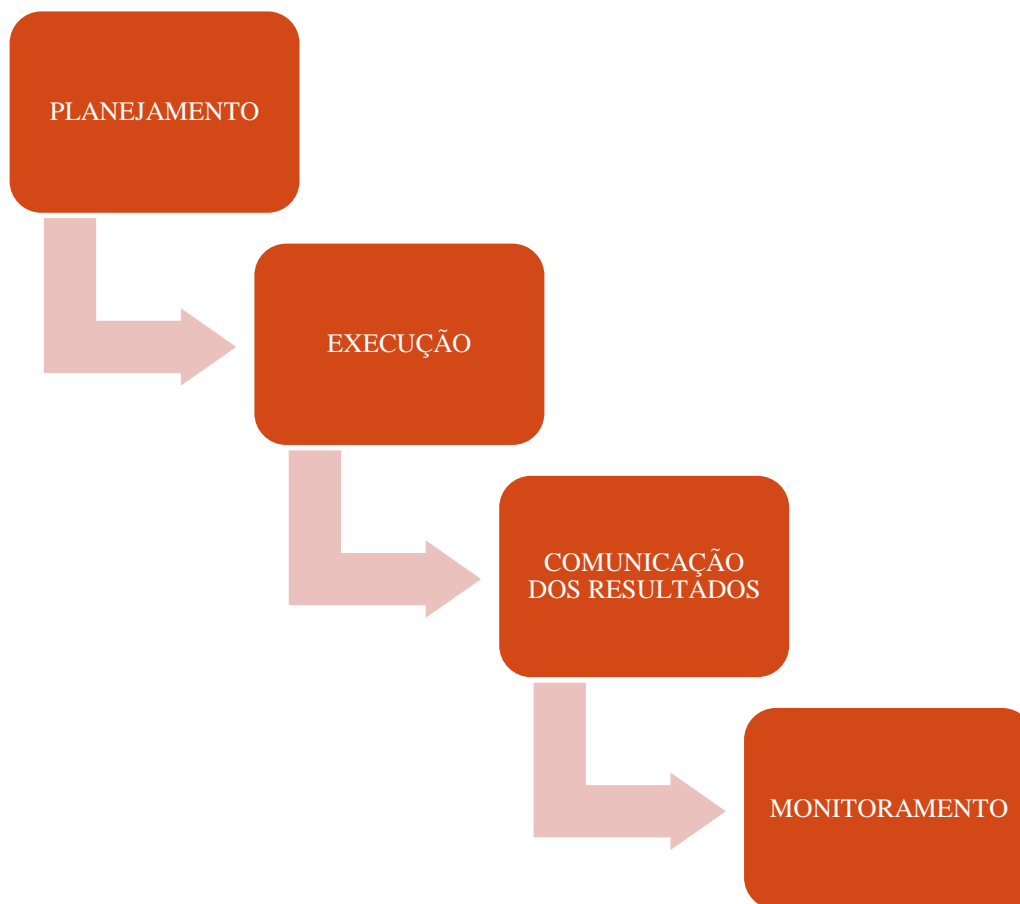 PLANEJAMENTO
EXECUÇÃO
COMUNICAÇÃO
DOS RESULTADOS
MONITORAMENTO